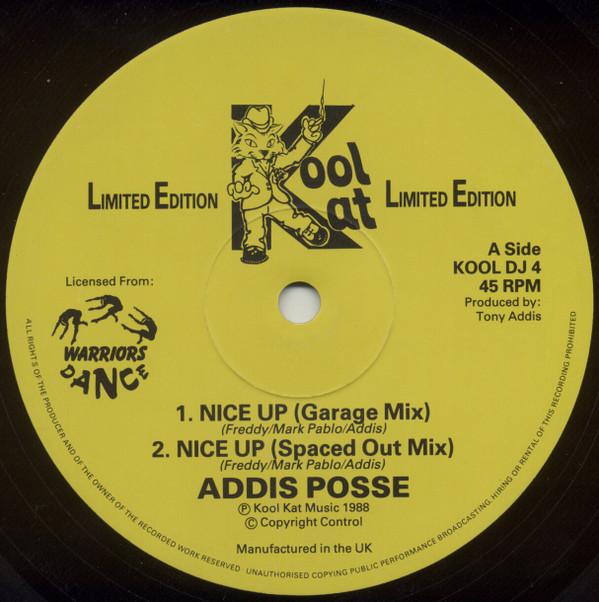 Kool
Kat
LIMITED EDITION
LIMITED EDITION
A Side
KOOL DJ 4
45 RPM
Produced by:
Tony Addis
Licensed From:
WARRIORS
DANCE
1. NICE UP (Garage Mix)
(Freddy/Mark Pablo/Addis)
2. NICE UP (Spaced Out Mix)
(Freddy/Mark Pablo/Addis)
ADDIS POSSE
Ⓟ Kool Kat Music 1988
© Copyright Control
Manufactured in the UK
ALL RIGHTS OF THE PRODUCER AND OF THE OWNER OF THE RECORDED WORK RESERVED · UNAUTHORISED COPYING PUBLIC PERFORMANCE BROADCASTING, HIRING OR RENTAL OF THIS RECORDING PROHIBITED